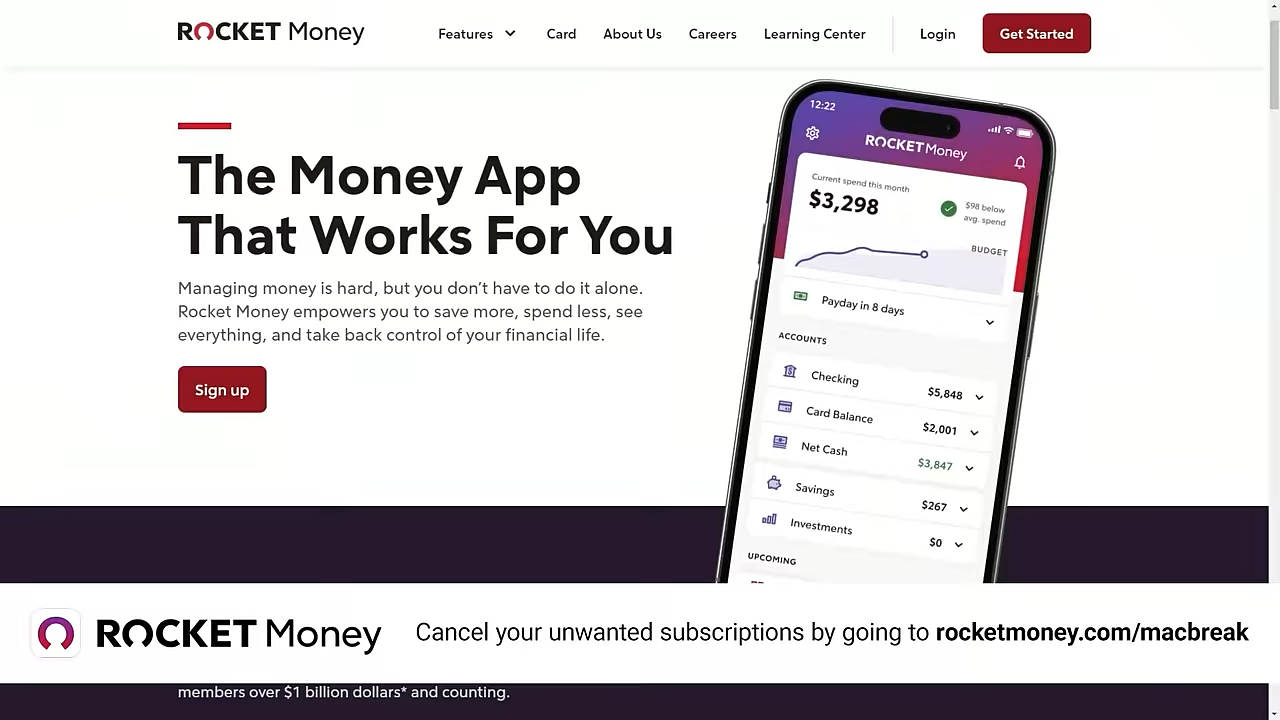 ROCKET Money
Features
Card
About Us
Careers
Learning Center
Login
Get Started
The Money App
That Works For You
Managing money is hard, but you don’t have to do it alone.
Rocket Money empowers you to save more, spend less, see
everything, and take back control of your financial life.
Sign up
12:22
ROCKET Money
Current spend this month
$3,298
$98 below
avg. spend
BUDGET
Payday in 8 days
ACCOUNTS
Checking $5,848
Card Balance $2,001
Net Cash $3,847
Savings $267
Investments $0
UPCOMING
ROCKET Money
Cancel your unwanted subscriptions by going to rocketmoney.com/macbreak
members over $1 billion dollars* and counting.